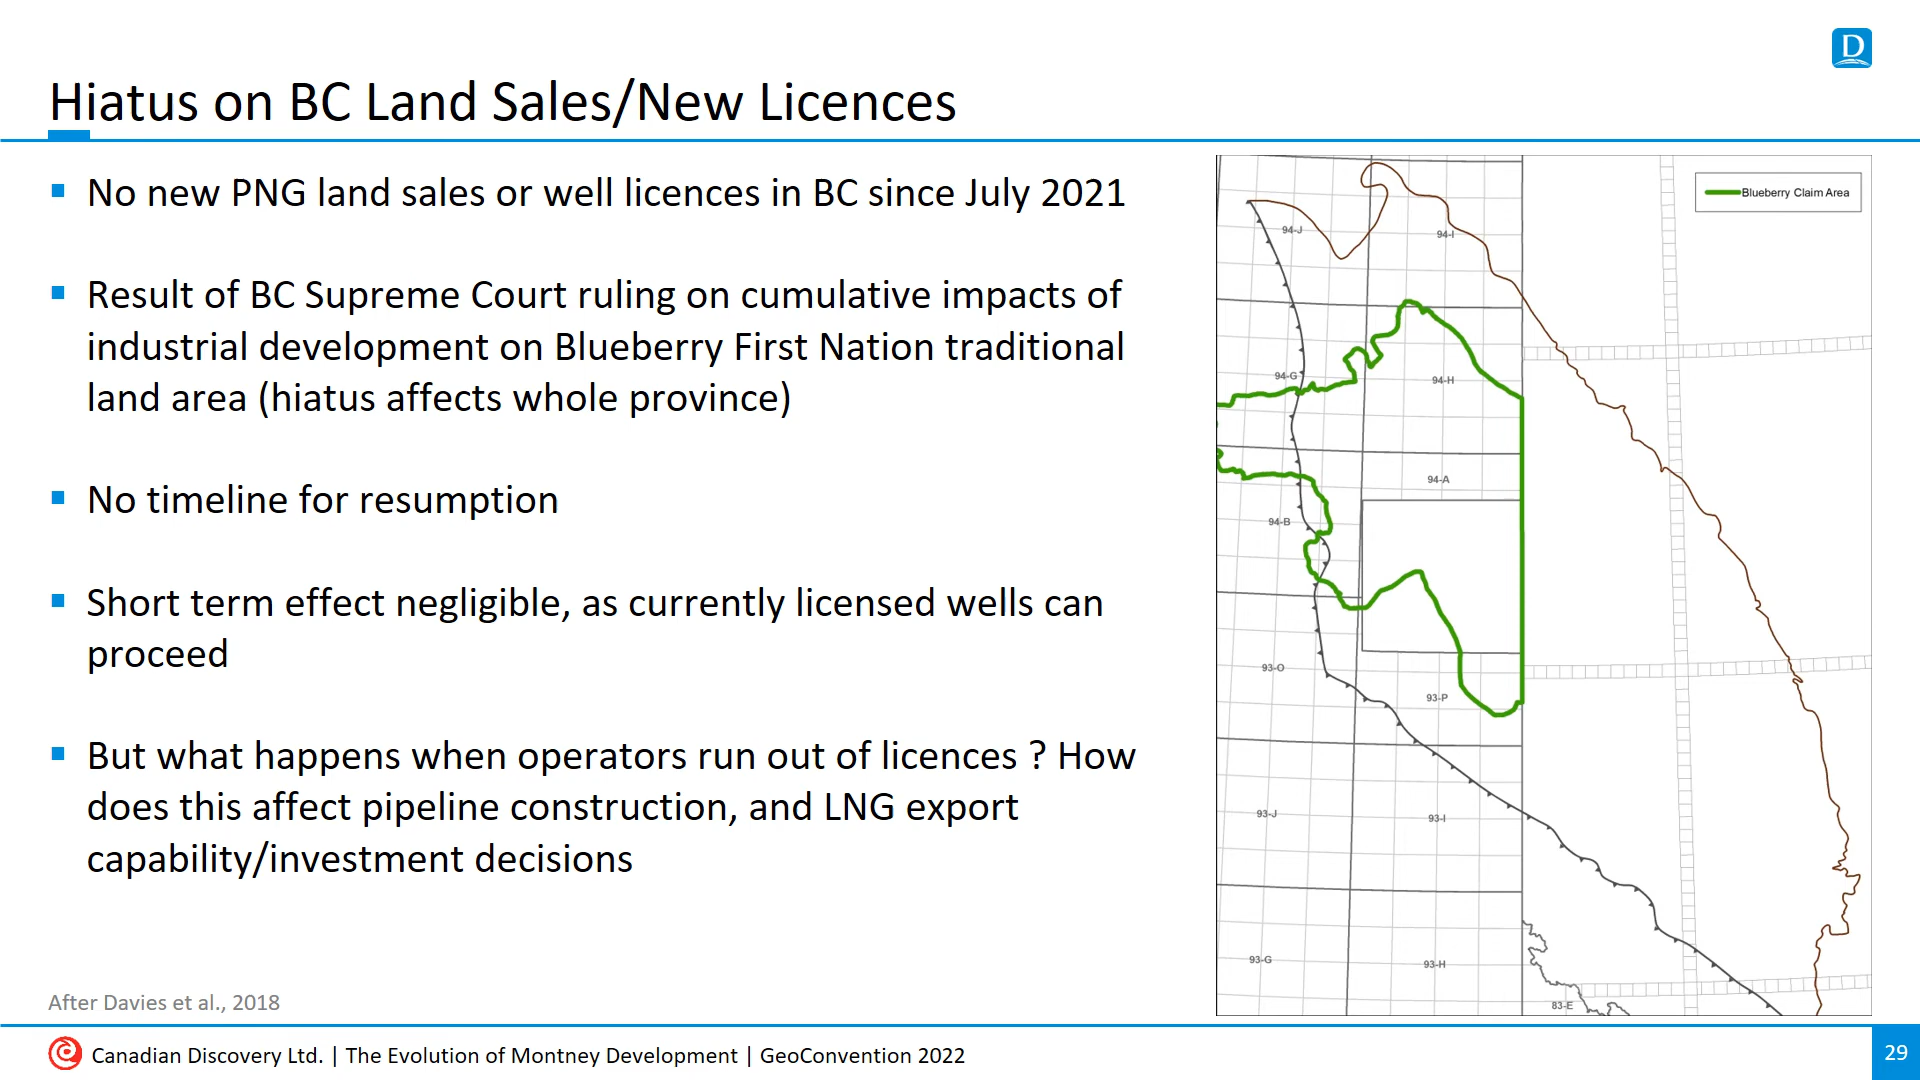 D
Hiatus on BC Land Sales/New Licences
No new PNG land sales or well licences in BC since July 2021
Result of BC Supreme Court ruling on cumulative impacts of
industrial development on Blueberry First Nation traditional
land area (hiatus affects whole province)
No timeline for resumption
Short term effect negligible, as currently licensed wells can
proceed
But what happens when operators run out of licences ? How
does this affect pipeline construction, and LNG export
capability/investment decisions
Blueberry Claim Area
94-J
94-I
94-G
94-H
94-A
94-B
93-O
93-P
93-J
93-I
93-G
93-H
83-E
After Davies et al., 2018
Canadian Discovery Ltd. | The Evolution of Montney Development | GeoConvention 2022
29